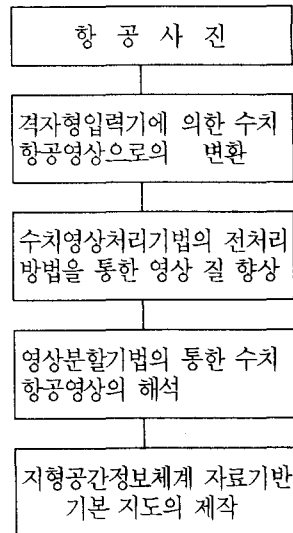 항 공 사 진
격자형입력기에 의한 수치
항공영상으로의 변환
수치영상처리기법의 전처리
방법을 통한 영상 질 향상
영상분할기법의 통한 수치
항공영상의 해석
지형공간정보체계 자료기반
기본 지도의 제작